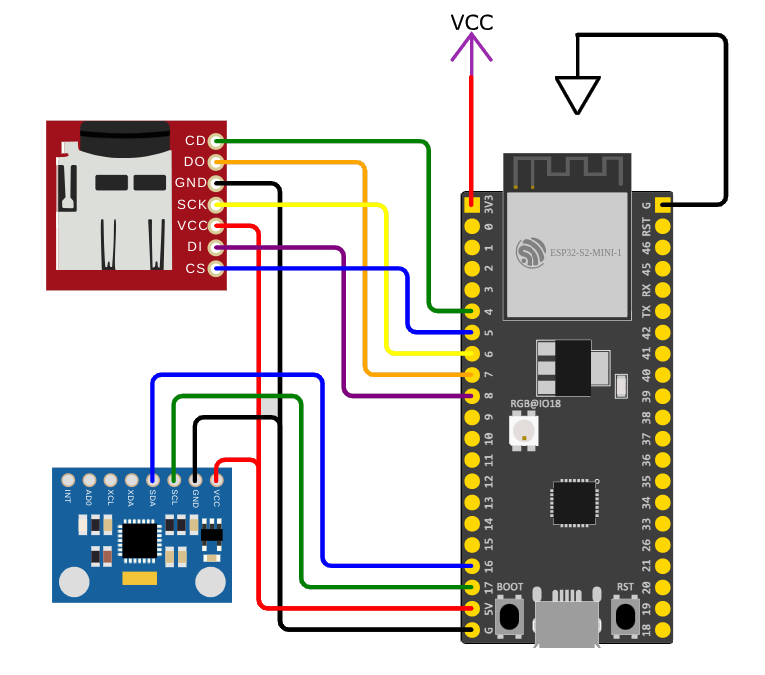 VCC
CD
DO
GND
SCK
VCC
DI
CS
ESP32-S2-MINI-1
3V3
0
1
2
3
4
5
6
7
8
9
10
11
12
13
14
15
16
17
5V
G
G
RST
46
45
RX
TX
42
41
40
39
38
37
36
35
34
33
26
21
20
19
18
RGB@IO18
BOOT
RST
INT
AD0
XCL
XDA
SDA
SCL
GND
VCC